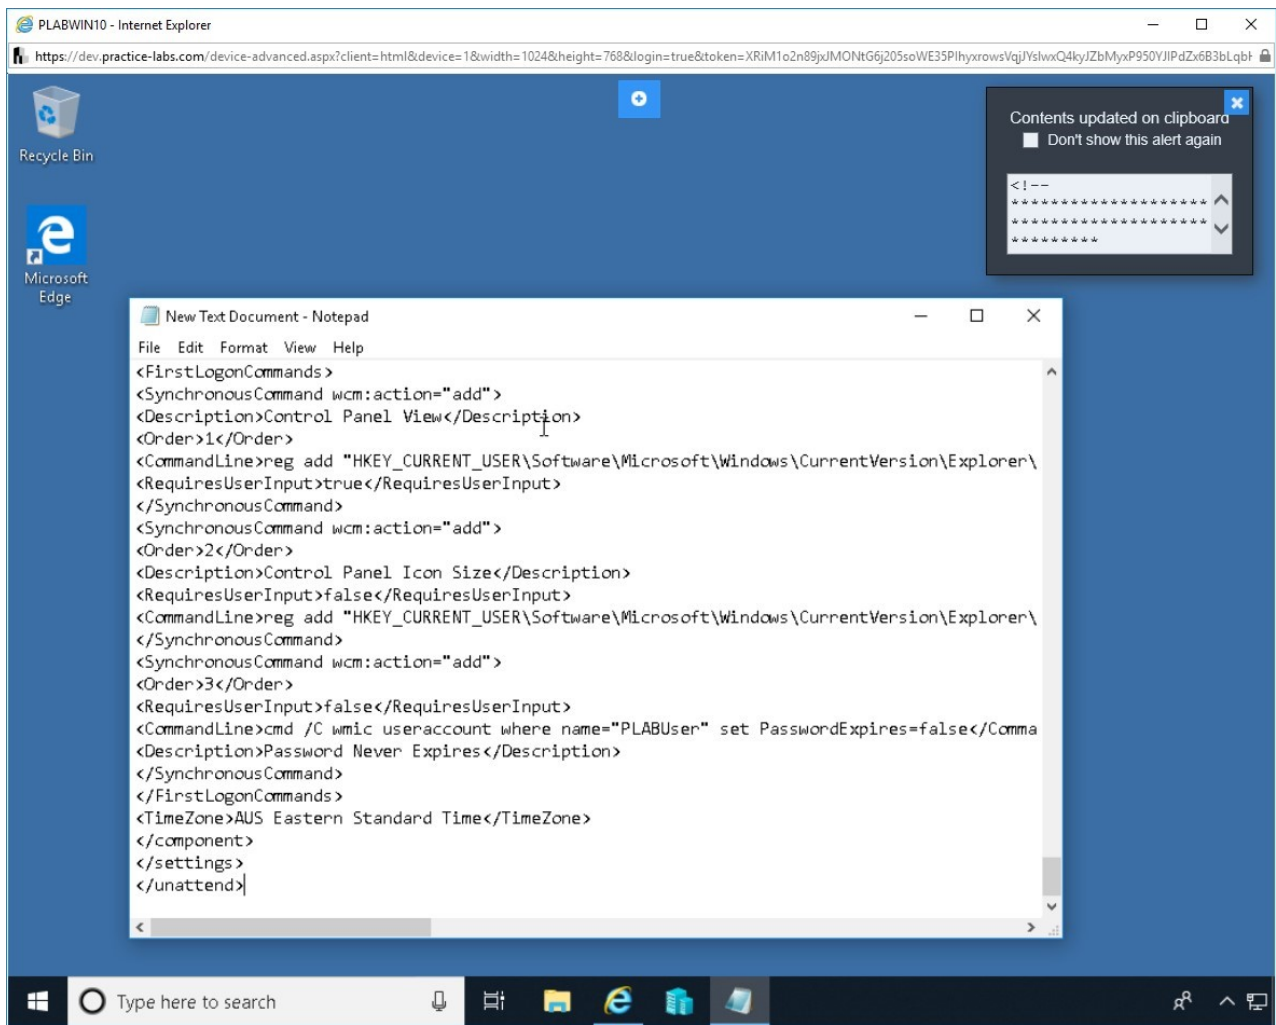 PLABWIN10 - Internet Explorer
https://dev.practice-labs.com/device-advanced.aspx?client=html&device=1&width=1024&height=768&login=true&token=
Recycle Bin
Contents updated on clipboard
Don't show this alert again
<!--
********************
********************
*********
Microsoft
Edge
New Text Document - Notepad
File Edit Format View Help
<FirstLogonCommands>
<SynchronousCommand wcm:action="add">
<Description>Control Panel View</Description>
<Order>1</Order>
<CommandLine>reg add "HKEY_CURRENT_USER\Software\Microsoft\Windows\CurrentVersion\Explorer\
<RequiresUserInput>true</RequiresUserInput>
</SynchronousCommand>
<SynchronousCommand wcm:action="add">
<Order>2</Order>
<Description>Control Panel Icon Size</Description>
<RequiresUserInput>false</RequiresUserInput>
<CommandLine>reg add "HKEY_CURRENT_USER\Software\Microsoft\Windows\CurrentVersion\Explorer\
</SynchronousCommand>
<SynchronousCommand wcm:action="add">
<Order>3</Order>
<RequiresUserInput>false</RequiresUserInput>
<CommandLine>cmd /C wmic useraccount where name="PLABUser" set PasswordExpires=false</Comma
<Description>Password Never Expires</Description>
</SynchronousCommand>
</FirstLogonCommands>
<TimeZone>AUS Eastern Standard Time</TimeZone>
</component>
</settings>
</unattend>
Type here to search